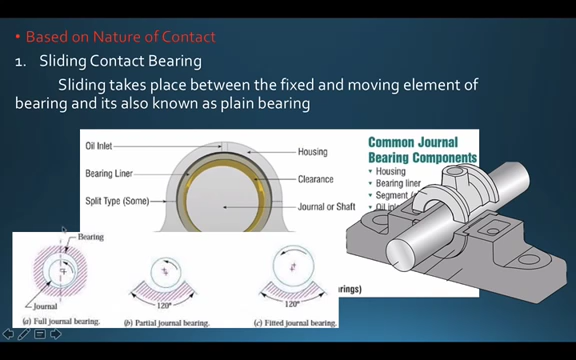 • Based on Nature of Contact
1. Sliding Contact Bearing
Sliding takes place between the fixed and moving element of
bearing and its also known as plain bearing
Oil Inlet
Bearing Liner
Split Type (Some)
Housing
Clearance
Journal or Shaft
Common Journal
Bearing Components
▾ Housing
▾ Bearing liner
▾ Segment
▾ Oil
Bearing
Journal
(a) Full journal bearing.
120°
(b) Partial journal bearing.
120°
(c) Fitted journal bearing.